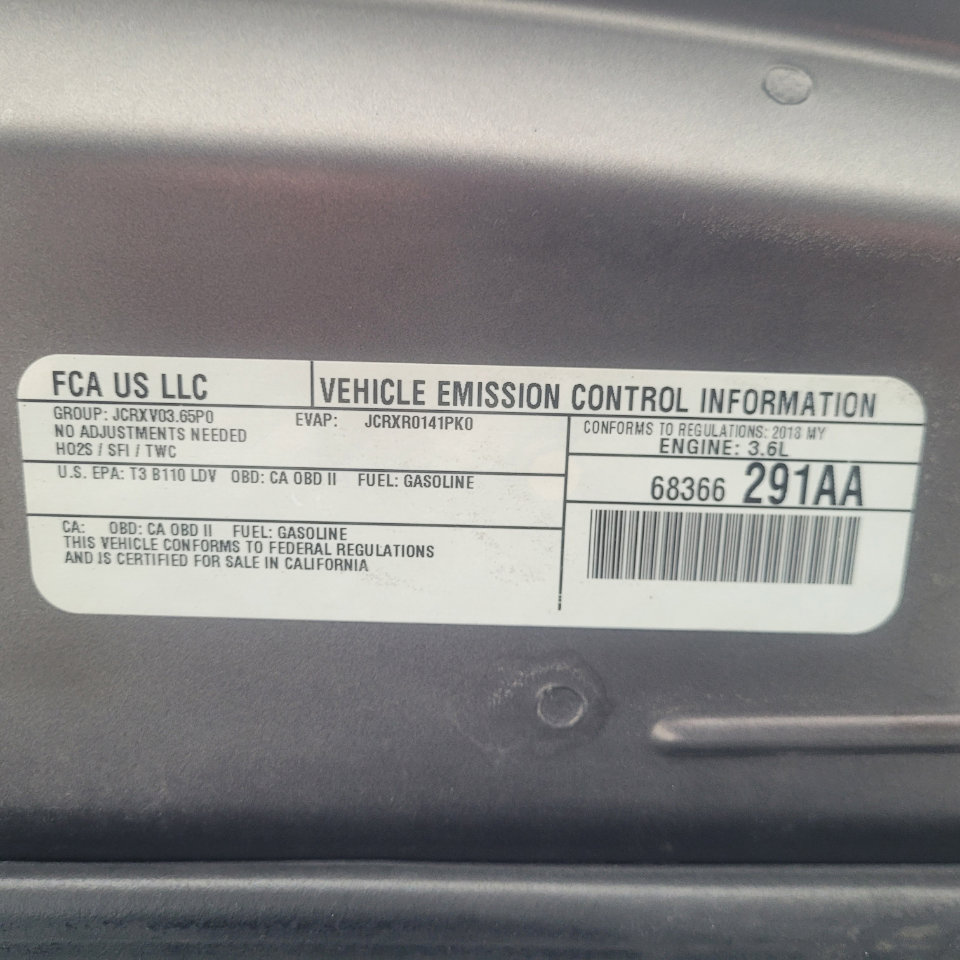 FCA US LLC
VEHICLE EMISSION CONTROL INFORMATION
GROUP: JCRXV03.65P0
EVAP: JCRXR0141PK0
NO ADJUSTMENTS NEEDED
HO2S / SFI / TWC
CONFORMS TO REGULATIONS: 2018 MY
ENGINE: 3.6L
U.S. EPA: T3 B110 LDV OBD: CA OBD II FUEL: GASOLINE
68366 291AA
CA: OBD: CA OBD II FUEL: GASOLINE
THIS VEHICLE CONFORMS TO FEDERAL REGULATIONS
AND IS CERTIFIED FOR SALE IN CALIFORNIA